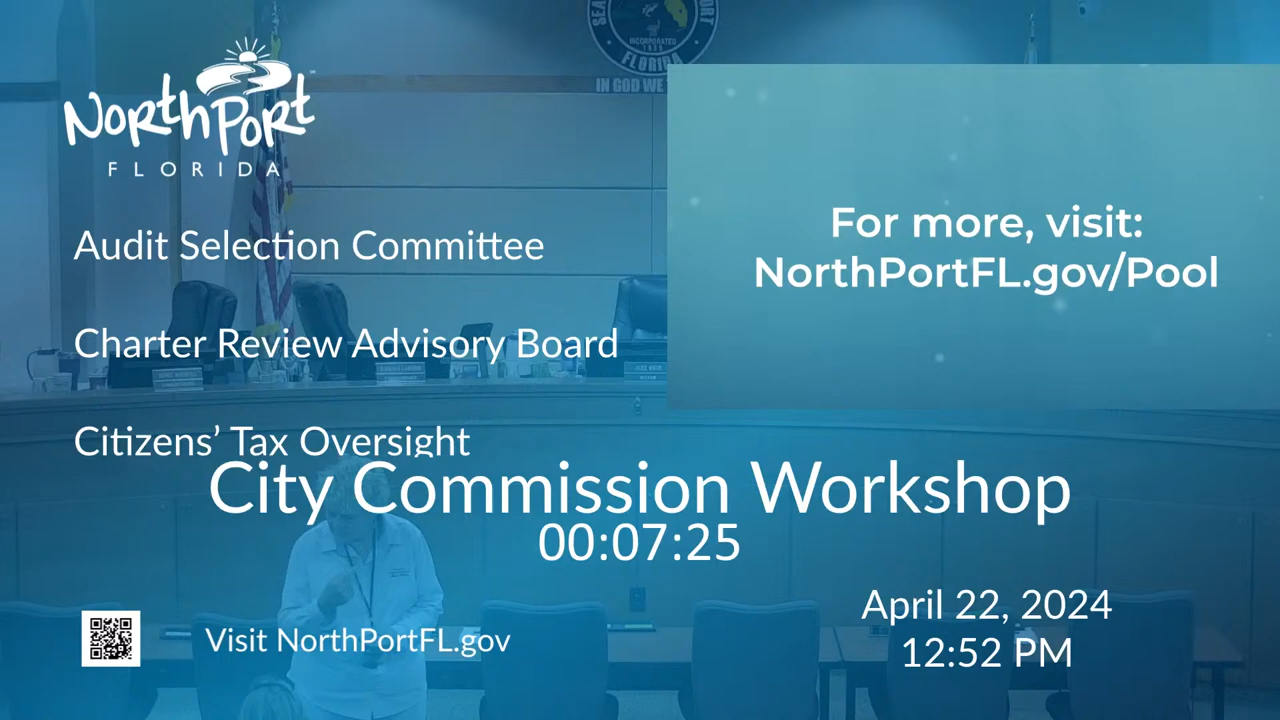 NorthPort
FLORIDA
INCORPORATED
FLORIDA
IN GOD WE
Audit Selection Committee
Charter Review Advisory Board
Citizens’ Tax Oversight
For more, visit:
NorthPortFL.gov/Pool
City Commission Workshop
00:07:25
Visit NorthPortFL.gov
April 22, 2024
12:52 PM